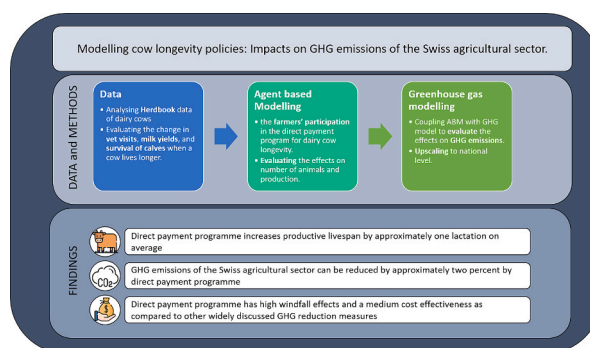 Modelling cow longevity policies: Impacts on GHG emissions of the Swiss agricultural sector.
DATA and METHODS
Data
• Analysing Herdbook data
of dairy cows
• Evaluating the change in
vet visits, milk yields, and
survival of calves when a
cow lives longer.
Agent based
Modelling
• the farmers' participation
in the direct payment
program for dairy cow
longevity.
• Evaluating the effects on
number of animals and
production.
Greenhouse gas
modelling
• Coupling ABM with GHG
model to evaluate the
effects on GHG emissions.
• Upscaling to national
level.
FINDINGS
Direct payment programme increases productive livespan by approximately one lactation on
average
CO₂
GHG emissions of the Swiss agricultural sector can be reduced by approximately two percent by
direct payment programme
$
Direct payment programme has high windfall effects and a medium cost effectiveness as
compared to other widely discussed GHG reduction measures